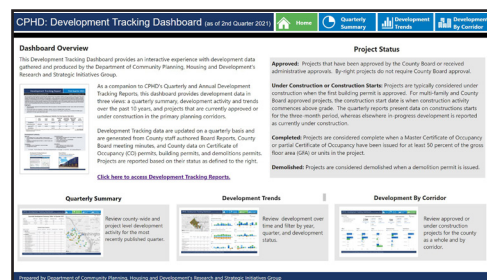 CPHD: Development Tracking Dashboard (as of 2nd Quarter 2021)
Home
Quarterly
Summary
Development
Trends
Development
By Corridor
Dashboard Overview
This Development Tracking Dashboard provides an interactive experience with development data
gathered and produced by the Department of Community Planning, Housing and Development's
Research and Strategic Initiatives Group.
As a companion to CPHD's Quarterly and Annual Development
Tracking Reports, this dashboard provides development data in
three views: a quarterly summary, development activity and trends
over the past 10 years, and projects that are currently approved or
under construction in the primary planning corridors.
Development Tracking data are updated on a quarterly basis and
are generated from County staff authored Board Reports, County
Board meeting minutes, and County data on Certificate of
Occupancy (CO) permits, building permits, and demolitions permits.
Projects are reported based on their status as defined to the right.
Click here to access Development Tracking Reports.
Project Status
Approved: Projects that have been approved by the County Board or received
administrative approvals. By-right projects do not require County Board approval.
Under Construction or Construction Starts: Projects are typically considered under
construction when the first building permit is approved. For multi-family and County
Board approved projects, the construction start date is when construction activity
commences above grade. The quarterly reports present data on constructions starts
for the three-month period, whereas elsewhere in-progress development is reported
as currently under construction.
Completed: Projects are considered complete when a Master Certificate of Occupancy
or partial Certificate of Occupancy have been issued for at least 50 percent of the gross
floor area (GFA) or units in the project.
Demolished: Projects are considered demolished when a demolition permit is issued.
Quarterly Summary
Review county-wide and
project level development
activity for the most
recently published quarter.
Development Trends
Review development over
time and filter by year,
quarter, and development
status.
Development By Corridor
Review approved or
under construction
projects for the county
as a whole and by
corridor.
Prepared by Department of Community Planning, Housing and Development's Research and Strategic Initiatives Group